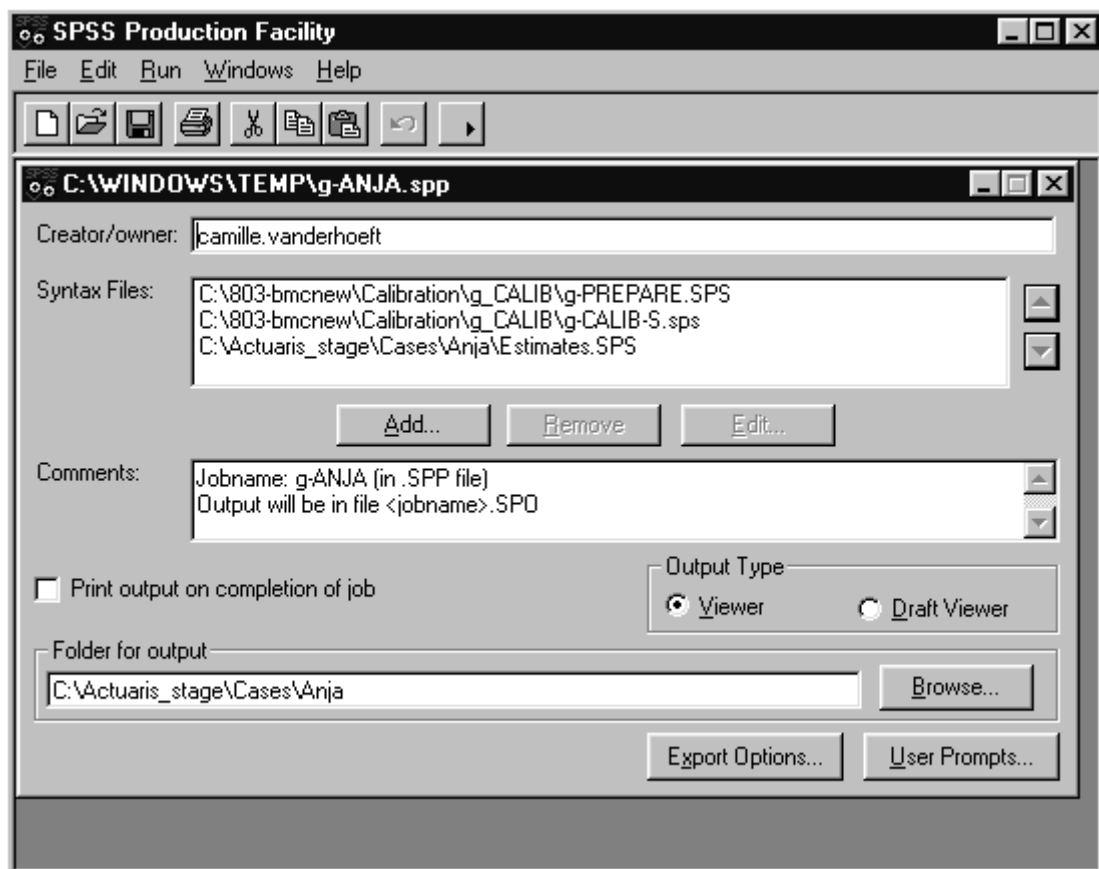 SPSS Production Facility
File Edit Run Windows Help
C:\WINDOWS\TEMP\g-ANJA.spp
Creator/owner: camille.vanderhoeft
Syntax Files:
C:\803-bmcnew\Calibration\g_CALIB\g-PREPARE.SPS
C:\803-bmcnew\Calibration\g_CALIB\g-CALIB-S.sps
C:\Actuaris_stage\Cases\Anja\Estimates.SPS
Add... Remove Edit...
Comments:
Jobname: g-ANJA (in .SPP file)
Output will be in file <jobname>.SPO
Print output on completion of job
Output Type
Viewer Draft Viewer
Folder for output
C:\Actuaris_stage\Cases\Anja
Browse...
Export Options... User Prompts...